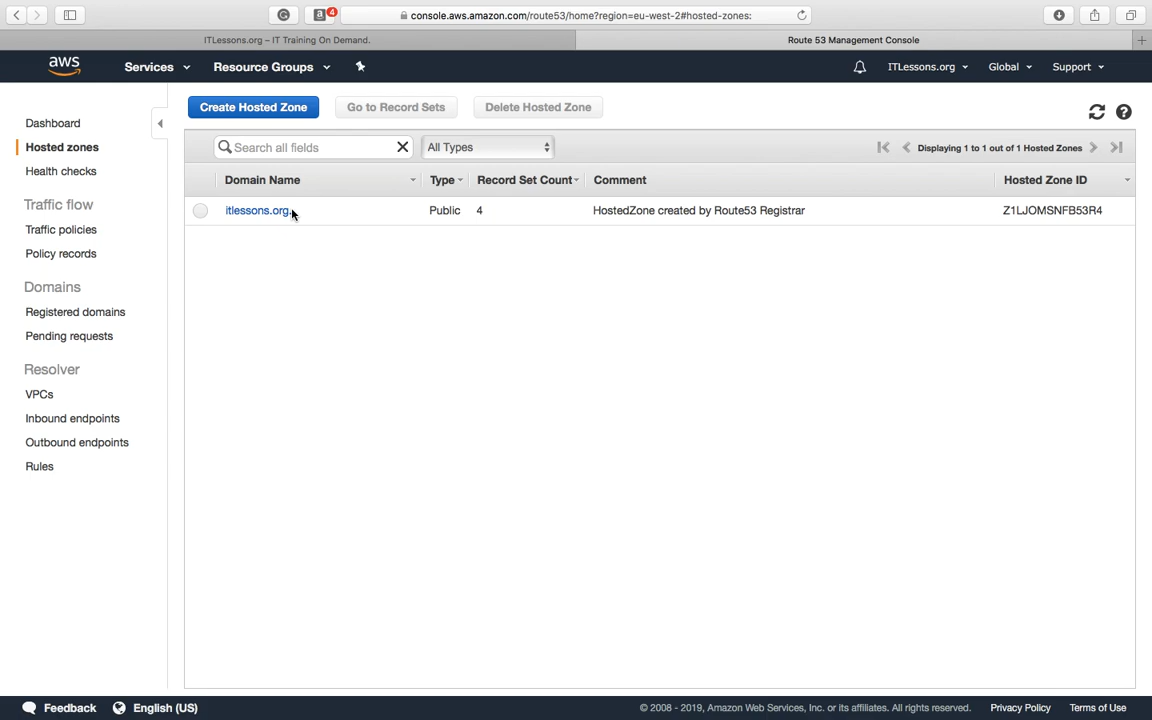 4
console.aws.amazon.com/route53/home?region=eu-west-2#hosted-zones:
ITLessons.org – IT Training On Demand.
Route 53 Management Console
aws
Services
Resource Groups
ITLessons.org
Global
Support
Dashboard
Hosted zones
Health checks
Traffic flow
Traffic policies
Policy records
Domains
Registered domains
Pending requests
Resolver
VPCs
Inbound endpoints
Outbound endpoints
Rules
Create Hosted Zone
Go to Record Sets
Delete Hosted Zone
Search all fields
All Types
Displaying 1 to 1 out of 1 Hosted Zones
Domain Name Type Record Set Count Comment Hosted Zone ID
itlessons.org. Public 4 HostedZone created by Route53 Registrar Z1LJOMSNFB53R4
Feedback
English (US)
© 2008 - 2019, Amazon Web Services, Inc. or its affiliates. All rights reserved.
Privacy Policy
Terms of Use